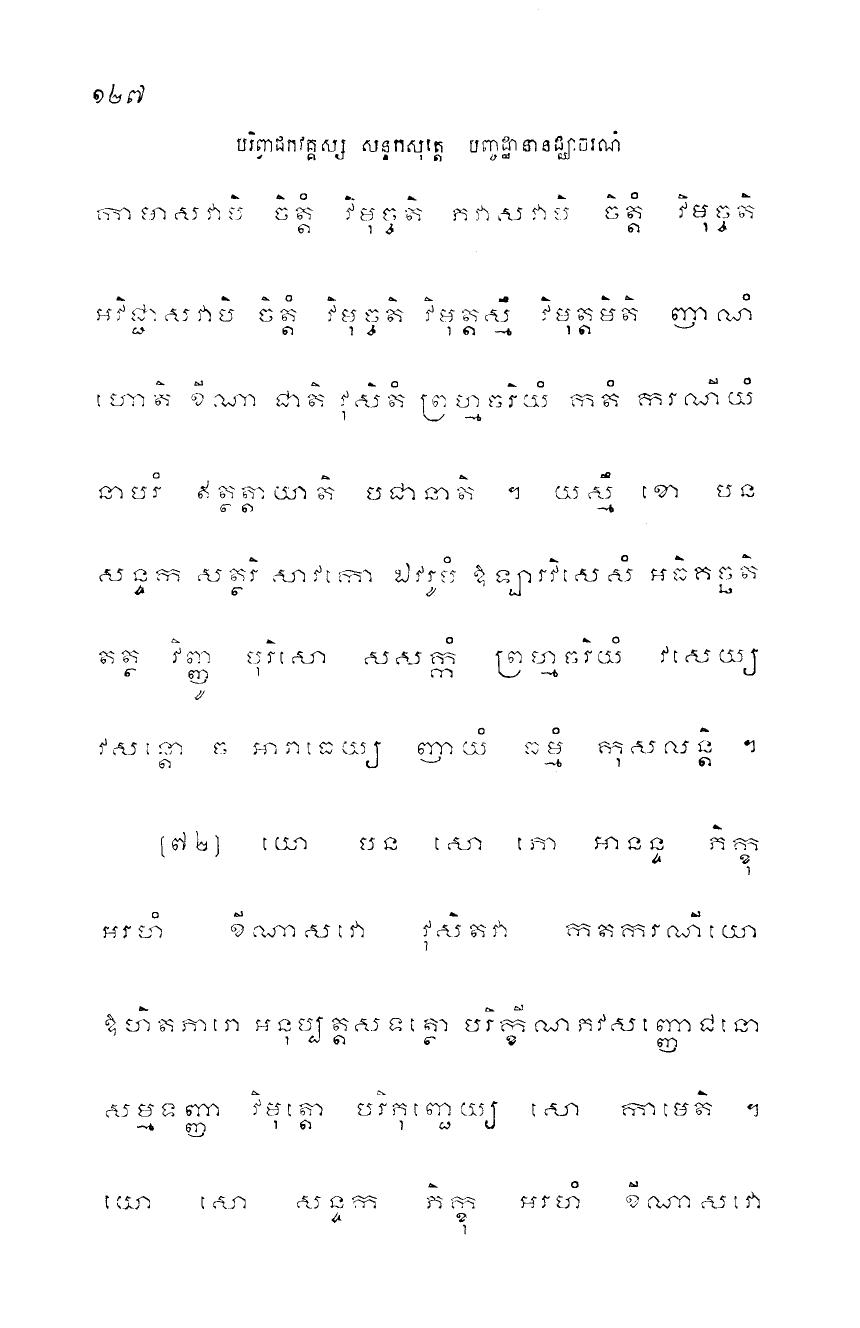 ១២៧
បរិព្វាជកវគ្គស្ស សន្ទកសុត្តេ បញ្ចដ្ឋានានជ្ឈាចរណំ
កាមាសវាបិ ចិត្តំ វិមុច្ចតិ ភវាសវាបិ ចិត្តំ វិមុច្ចតិ
អវិជ្ជាសវាបិ ចិត្តំ វិមុច្ចតិ វិមុត្តស្មឹ វិមុត្តមិតិ ញាណំ
ហោតិ ខីណា ជាតិ វុសិតំ ព្រហ្មចរិយំ កតំ ករណីយំ
នាបរំ ឥត្ថត្តាយាតិ បជានាតិ ។ យស្មឹ ខោ បន
សន្ទក សត្ថរិ សាវកោ ឯវរូបំ ឱឡារវិសេសំ អធិគច្ឆតិ
តត្ថ វិញ្ញូ បុរិសោ សសក្កំ ព្រហ្មចរិយំ វសេយ្យ
វសន្តោ ច អារាធេយ្យ ញាយំ ធម្មំ កុសលន្តិ ។
[៧២] យោ បន សោ ភោ អានន្ទ ភិក្ខុ
អរហំ ខីណាសវោ វុសិតវា កតករណីយោ
ឱហិតភារោ អនុប្បត្តសទត្ថោ បរិក្ខីណភវសញ្ញោជនោ
សម្មទញ្ញា វិមុត្តោ បរិភុញ្ជេយ្យ សោ កាមេតិ ។
យោ សោ សន្ទក ភិក្ខុ អរហំ ខីណាសវោ